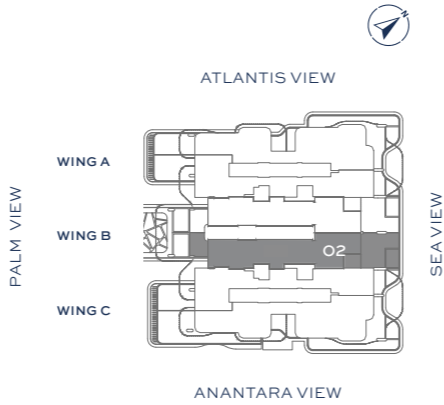 N
ATLANTIS VIEW
WING A
PALM VIEW
WING B
02
SEA VIEW
WING C
ANANTARA VIEW